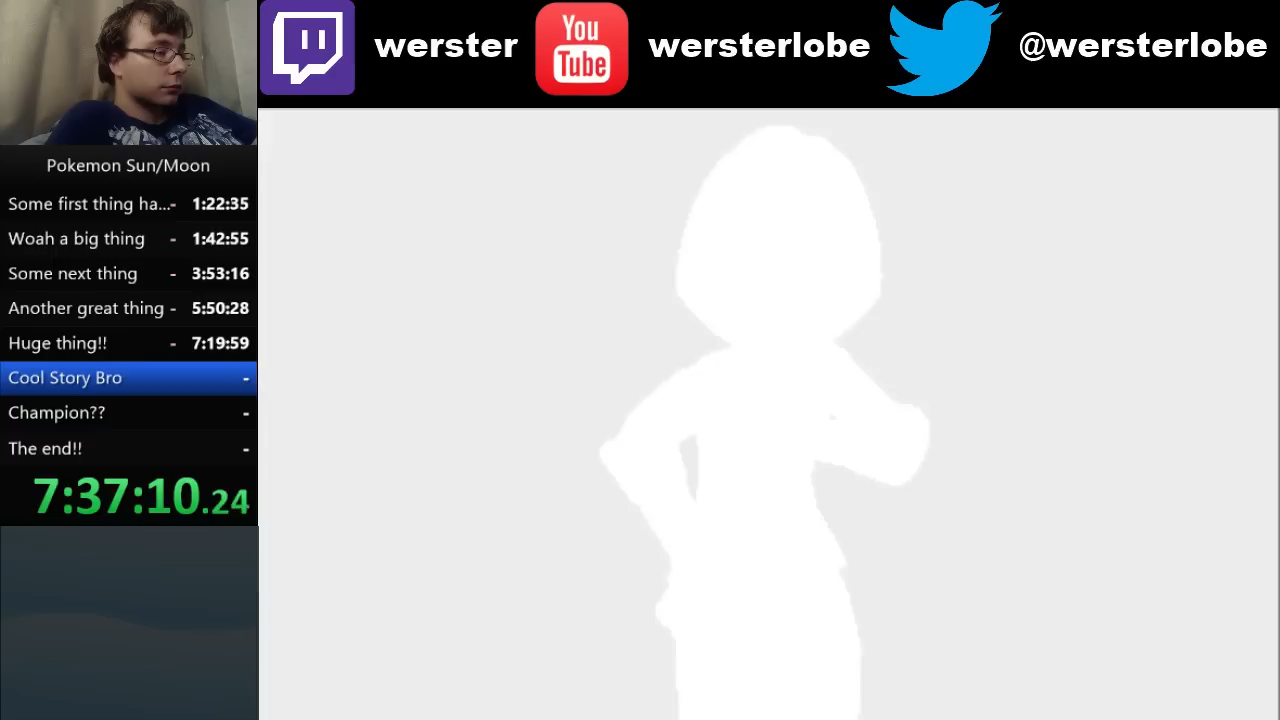 werster
You
Tube
wersterlobe
@wersterlobe
Pokemon Sun/Moon
Some first thing ha...- 1:22:35
Woah a big thing - 1:42:55
Some next thing - 3:53:16
Another great thing - 5:50:28
Huge thing!! - 7:19:59
Cool Story Bro -
Champion?? -
The end!! -
7:37:10.24